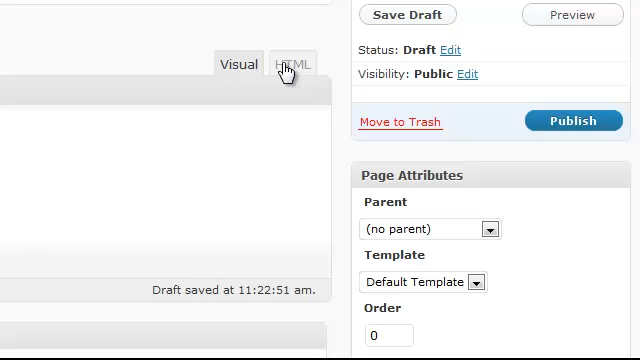 Save Draft
Preview
Status: Draft Edit
Visual
HTML
Visibility: Public Edit
Move to Trash
Publish
Page Attributes
Parent
(no parent)
Template
Default Template
Draft saved at 11:22:51 am.
Order
0